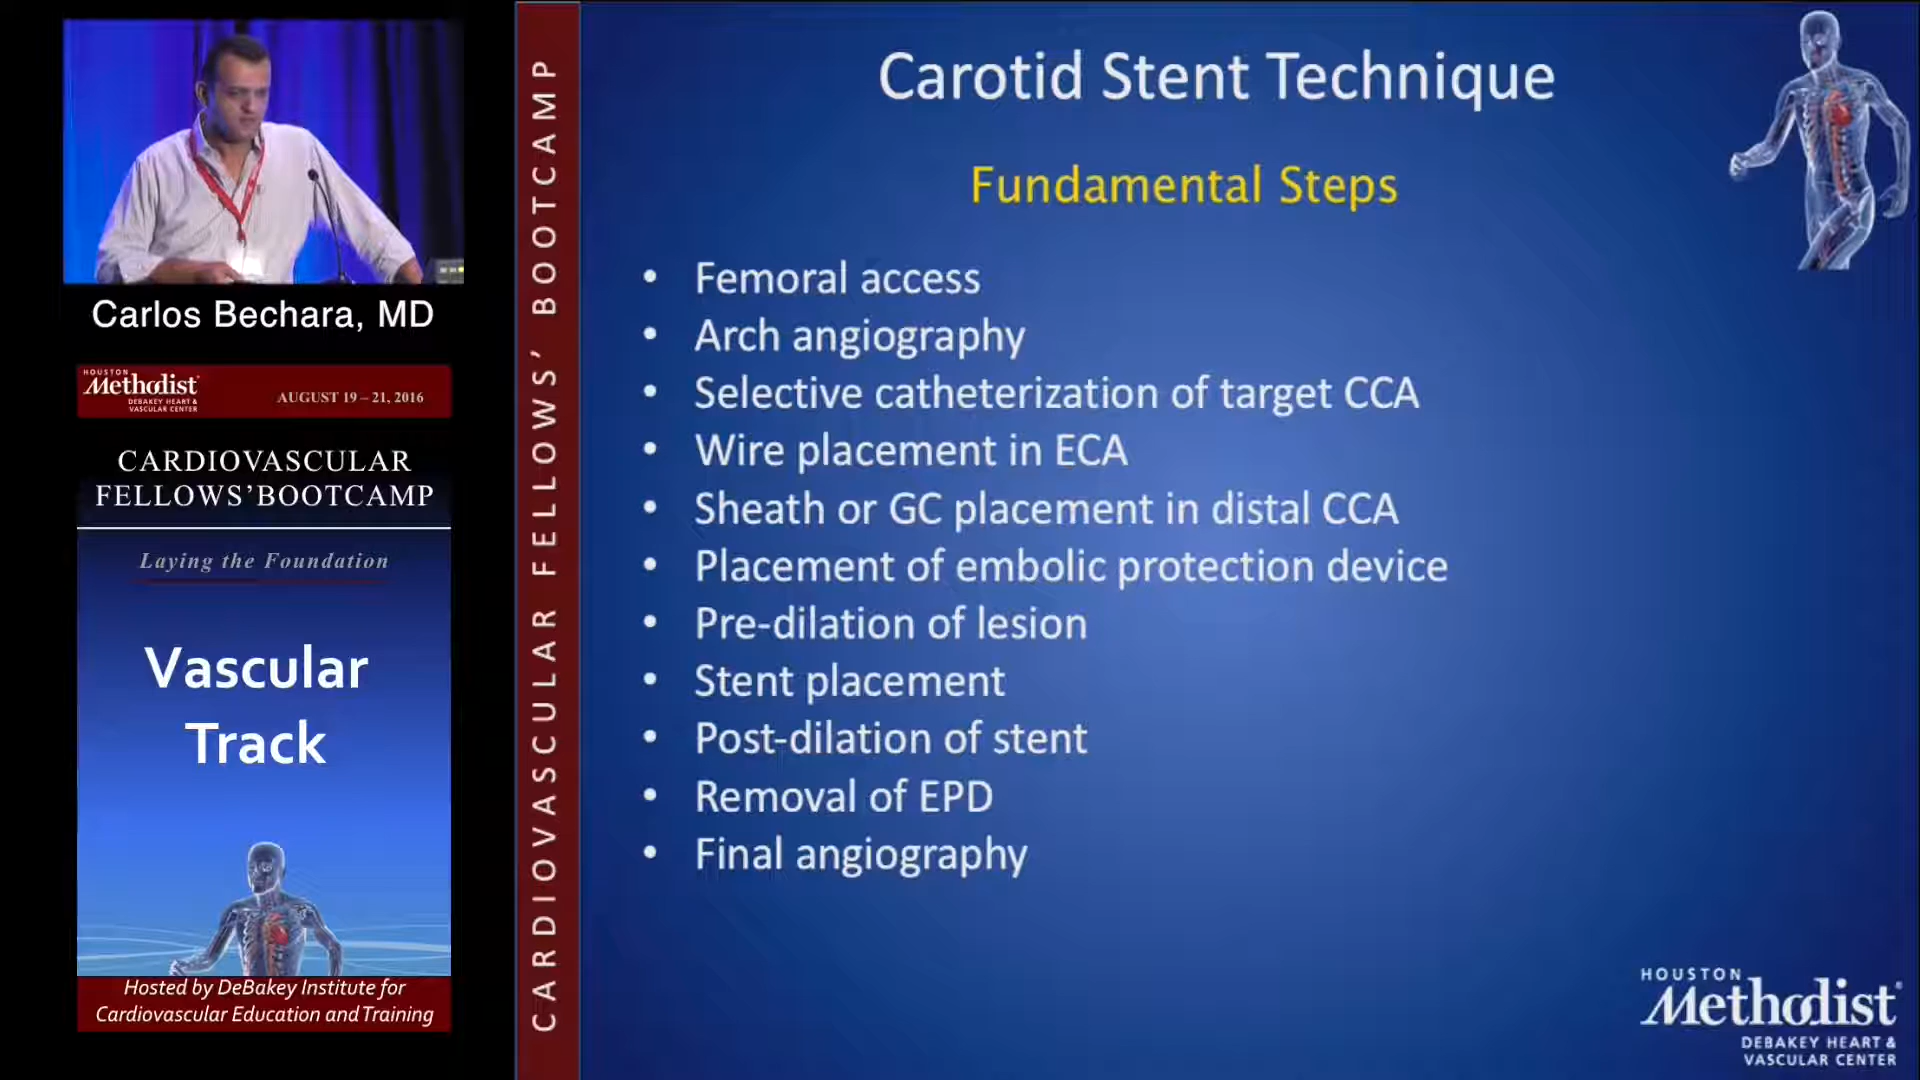 Carlos Bechara, MD
HOUSTON
Methodist
DEBAKEY HEART &
VASCULAR CENTER
AUGUST 19 – 21, 2016
CARDIOVASCULAR
FELLOWS'BOOTCAMP
Laying the Foundation
Vascular
Track
Hosted by DeBakey Institute for
Cardiovascular Education and Training
CARDIOVASCULAR FELLOWS' BOOTCAMP
Carotid Stent Technique
Fundamental Steps
• Femoral access
• Arch angiography
• Selective catheterization of target CCA
• Wire placement in ECA
• Sheath or GC placement in distal CCA
• Placement of embolic protection device
• Pre-dilation of lesion
• Stent placement
• Post-dilation of stent
• Removal of EPD
• Final angiography
HOUSTON
Methodist
DEBAKEY HEART &
VASCULAR CENTER